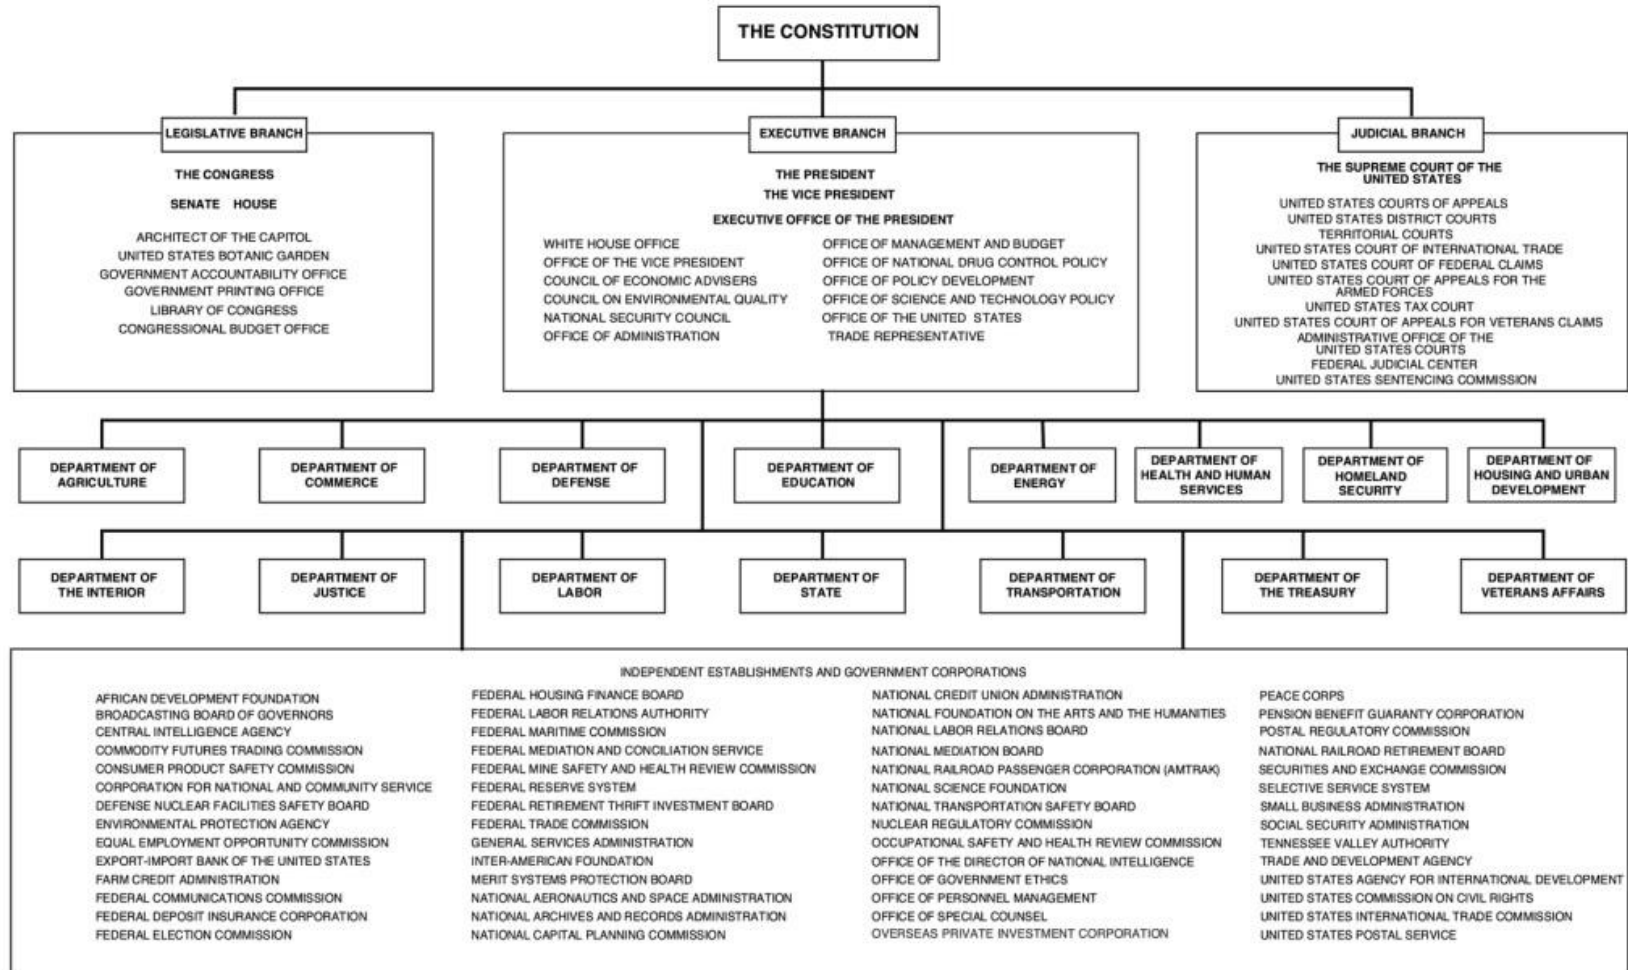 THE CONSTITUTION
LEGISLATIVE BRANCH
THE CONGRESS
SENATE HOUSE
ARCHITECT OF THE CAPITOL
UNITED STATES BOTANIC GARDEN
GOVERNMENT ACCOUNTABILITY OFFICE
GOVERNMENT PRINTING OFFICE
LIBRARY OF CONGRESS
CONGRESSIONAL BUDGET OFFICE
EXECUTIVE BRANCH
THE PRESIDENT
THE VICE PRESIDENT
EXECUTIVE OFFICE OF THE PRESIDENT
WHITE HOUSE OFFICE
OFFICE OF THE VICE PRESIDENT
COUNCIL OF ECONOMIC ADVISERS
COUNCIL ON ENVIRONMENTAL QUALITY
NATIONAL SECURITY COUNCIL
OFFICE OF ADMINISTRATION
OFFICE OF MANAGEMENT AND BUDGET
OFFICE OF NATIONAL DRUG CONTROL POLICY
OFFICE OF POLICY DEVELOPMENT
OFFICE OF SCIENCE AND TECHNOLOGY POLICY
OFFICE OF THE UNITED STATES
TRADE REPRESENTATIVE
JUDICIAL BRANCH
THE SUPREME COURT OF THE
UNITED STATES
UNITED STATES COURTS OF APPEALS
UNITED STATES DISTRICT COURTS
TERRITORIAL COURTS
UNITED STATES COURT OF INTERNATIONAL TRADE
UNITED STATES COURT OF FEDERAL CLAIMS
UNITED STATES COURT OF APPEALS FOR THE
ARMED FORCES
UNITED STATES TAX COURT
UNITED STATES COURT OF APPEALS FOR VETERANS CLAIMS
ADMINISTRATIVE OFFICE OF THE
UNITED STATES COURTS
FEDERAL JUDICIAL CENTER
UNITED STATES SENTENCING COMMISSION
DEPARTMENT OF
AGRICULTURE
DEPARTMENT OF
COMMERCE
DEPARTMENT OF
DEFENSE
DEPARTMENT OF
EDUCATION
DEPARTMENT OF
ENERGY
DEPARTMENT OF
HEALTH AND HUMAN
SERVICES
DEPARTMENT OF
HOMELAND
SECURITY
DEPARTMENT OF
HOUSING AND URBAN
DEVELOPMENT
DEPARTMENT OF
THE INTERIOR
DEPARTMENT OF
JUSTICE
DEPARTMENT OF
LABOR
DEPARTMENT OF
STATE
DEPARTMENT OF
TRANSPORTATION
DEPARTMENT OF
THE TREASURY
DEPARTMENT OF
VETERANS AFFAIRS
INDEPENDENT ESTABLISHMENTS AND GOVERNMENT CORPORATIONS
AFRICAN DEVELOPMENT FOUNDATION
BROADCASTING BOARD OF GOVERNORS
CENTRAL INTELLIGENCE AGENCY
COMMODITY FUTURES TRADING COMMISSION
CONSUMER PRODUCT SAFETY COMMISSION
CORPORATION FOR NATIONAL AND COMMUNITY SERVICE
DEFENSE NUCLEAR FACILITIES SAFETY BOARD
ENVIRONMENTAL PROTECTION AGENCY
EQUAL EMPLOYMENT OPPORTUNITY COMMISSION
EXPORT-IMPORT BANK OF THE UNITED STATES
FARM CREDIT ADMINISTRATION
FEDERAL COMMUNICATIONS COMMISSION
FEDERAL DEPOSIT INSURANCE CORPORATION
FEDERAL ELECTION COMMISSION
FEDERAL HOUSING FINANCE BOARD
FEDERAL LABOR RELATIONS AUTHORITY
FEDERAL MARITIME COMMISSION
FEDERAL MEDIATION AND CONCILIATION SERVICE
FEDERAL MINE SAFETY AND HEALTH REVIEW COMMISSION
FEDERAL RESERVE SYSTEM
FEDERAL RETIREMENT THRIFT INVESTMENT BOARD
FEDERAL TRADE COMMISSION
GENERAL SERVICES ADMINISTRATION
INTER-AMERICAN FOUNDATION
MERIT SYSTEMS PROTECTION BOARD
NATIONAL AERONAUTICS AND SPACE ADMINISTRATION
NATIONAL ARCHIVES AND RECORDS ADMINISTRATION
NATIONAL CAPITAL PLANNING COMMISSION
NATIONAL CREDIT UNION ADMINISTRATION
NATIONAL FOUNDATION ON THE ARTS AND THE HUMANITIES
NATIONAL LABOR RELATIONS BOARD
NATIONAL MEDIATION BOARD
NATIONAL RAILROAD PASSENGER CORPORATION (AMTRAK)
NATIONAL SCIENCE FOUNDATION
NATIONAL TRANSPORTATION SAFETY BOARD
NUCLEAR REGULATORY COMMISSION
OCCUPATIONAL SAFETY AND HEALTH REVIEW COMMISSION
OFFICE OF THE DIRECTOR OF NATIONAL INTELLIGENCE
OFFICE OF GOVERNMENT ETHICS
OFFICE OF PERSONNEL MANAGEMENT
OFFICE OF SPECIAL COUNSEL
OVERSEAS PRIVATE INVESTMENT CORPORATION
PEACE CORPS
PENSION BENEFIT GUARANTY CORPORATION
POSTAL REGULATORY COMMISSION
NATIONAL RAILROAD RETIREMENT BOARD
SECURITIES AND EXCHANGE COMMISSION
SELECTIVE SERVICE SYSTEM
SMALL BUSINESS ADMINISTRATION
SOCIAL SECURITY ADMINISTRATION
TENNESSEE VALLEY AUTHORITY
TRADE AND DEVELOPMENT AGENCY
UNITED STATES AGENCY FOR INTERNATIONAL DEVELOPMENT
UNITED STATES COMMISSION ON CIVIL RIGHTS
UNITED STATES INTERNATIONAL TRADE COMMISSION
UNITED STATES POSTAL SERVICE